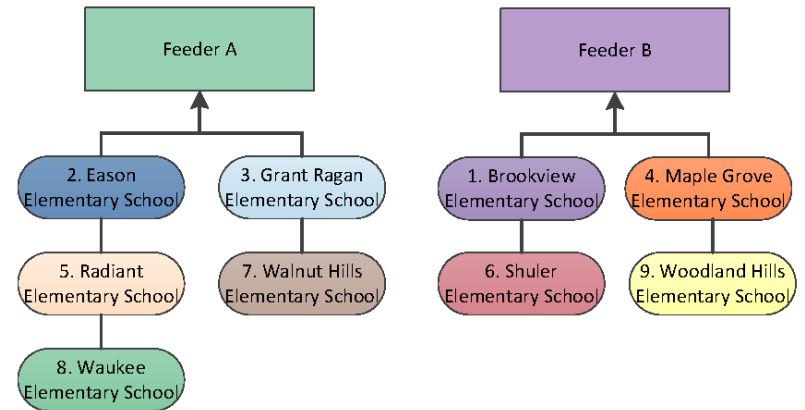 Feeder A
Feeder B
2. Eason
Elementary School
3. Grant Ragan
Elementary School
1. Brookview
Elementary School
4. Maple Grove
Elementary School
5. Radiant
Elementary School
7. Walnut Hills
Elementary School
6. Shuler
Elementary School
9. Woodland Hills
Elementary School
8. Waukee
Elementary School